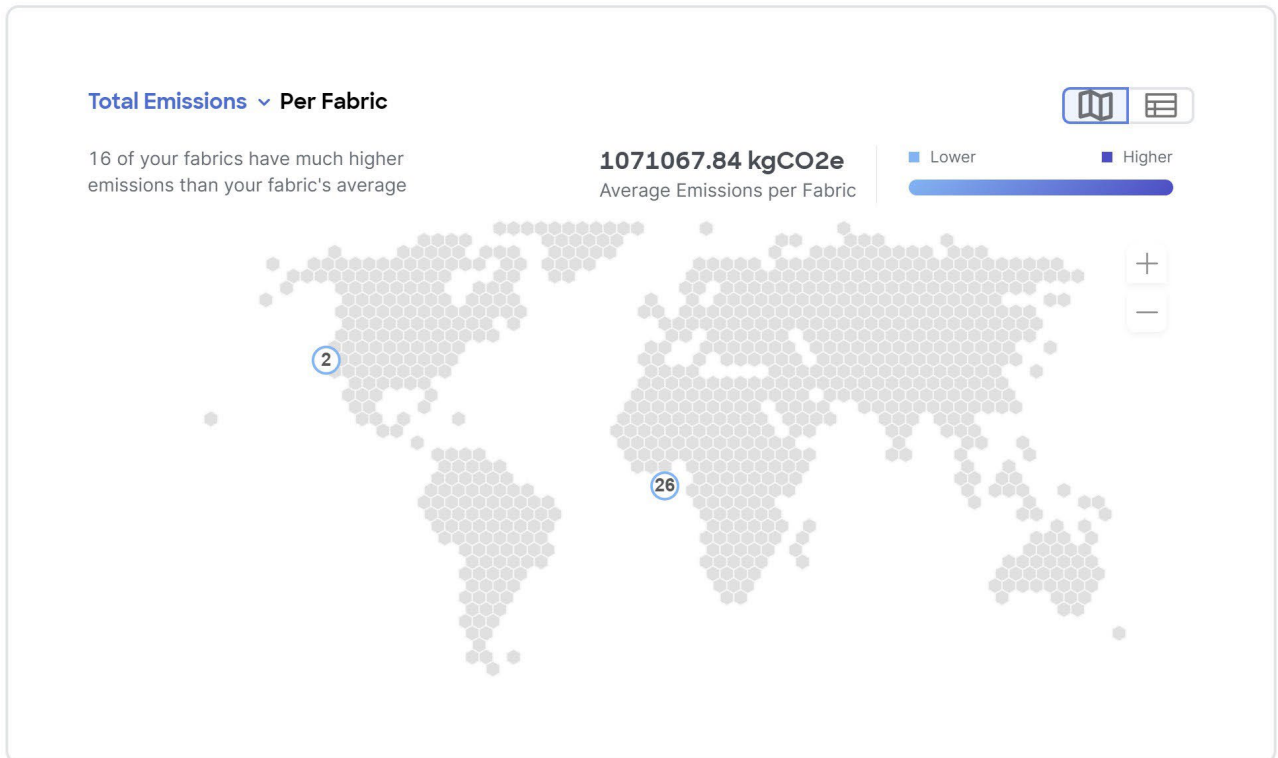 Total Emissions Per Fabric
16 of your fabrics have much higher
emissions than your fabric's average
1071067.84 kgCO2e
Average Emissions per Fabric
Lower Higher
2
26